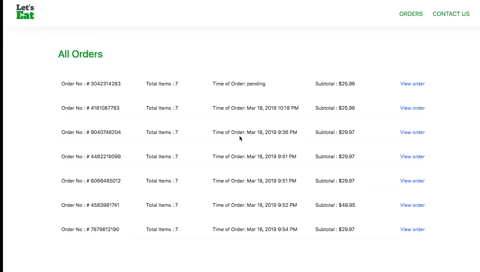 Let's
Eat
ORDERS CONTACT US
All Orders
Order No : # 3042314283 Total Items : 7 Time of Order: pending Subtotal : $25.96 View order
Order No : # 4181067783 Total Items : 7 Time of Order: Mar 18, 2019 10:16 PM Subtotal : $25.96 View order
Order No : # 9040746204 Total Items : 7 Time of Order: Mar 18, 2019 9:36 PM Subtotal : $29.97 View order
Order No : # 4482219099 Total Items : 7 Time of Order: Mar 18, 2019 9:51 PM Subtotal : $29.97 View order
Order No : # 6066485012 Total Items : 7 Time of Order: Mar 18, 2019 9:51 PM Subtotal : $29.97 View order
Order No : # 4583981741 Total Items : 7 Time of Order: Mar 18, 2019 9:52 PM Subtotal : $48.95 View order
Order No : # 7879612190 Total Items : 7 Time of Order: Mar 18, 2019 9:54 PM Subtotal : $29.97 View order